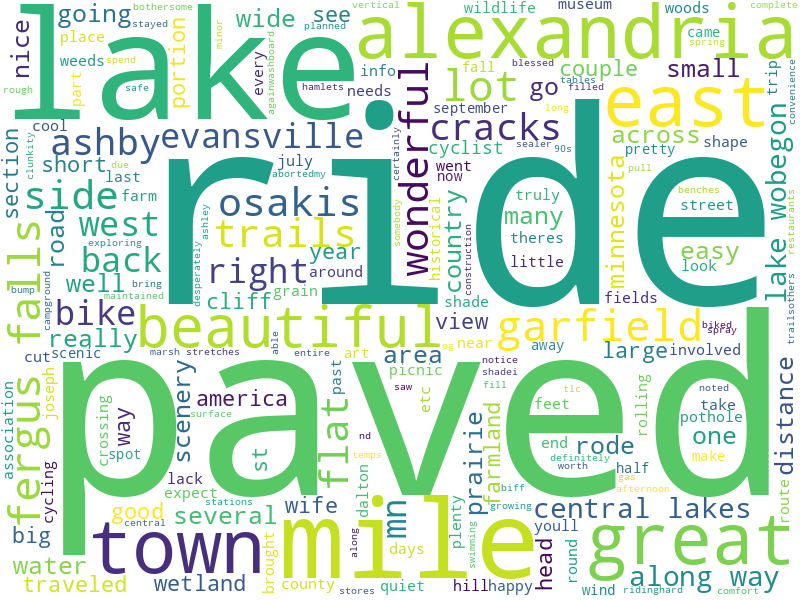 vertical bothersome
going stayed planned
place
weeds
nice
part
portion
wide every
spend
safe
rough
lake
minor
againwashboard
hamlets
alexandria
see wildlife museum
info needs
fall blessed
woods
complete
came
spring
trip
convenience
couple small
lot go
tables filled
long
east
cool
ashby evansville
section
clunkity
short
last
due
farm
july
abortedmy
september
cracks
cyclist
sealer 90s
across shape
pretty
pull
lake wobegon
wonderful
certainly
somebody
historical
country
went
now
construction
ride
truly
many
theres
little
benches
street
easy
look
restaurants
side
road west
exploring
back
well
bump
campground
bring
maintained
desperately
ashley
osakis
trails
right year
around
cliff grain
minnesota
fields
shade
trailsothers
bike
really
cut scenic
beautiful
marsh stretches
able
entire
view
area
picnic
art
past
saw
near
ag
away
garfield
large involved
biked
spray
notice
shadei
fill
tlc
noted
take
pothole
one
make
distance
fergus falls
association
joseph
cycling
crossing
way
spot
scenery
america
surface
lack
expect
st
flat
nd
temps
etc
paved
feet
end
definitely
worth
rode
half
gas
afternoon
rolling
route
prairie
farmland
biff
growing
central lakes
big
good
central
stations
several
wife
dalton
mn
days
plenty
along
swimming
water
traveled
town
wetland
brought
county
stores
quiet
mile
hill
happy
head
youll
round
wind
ridinghard
great
along way
comfort